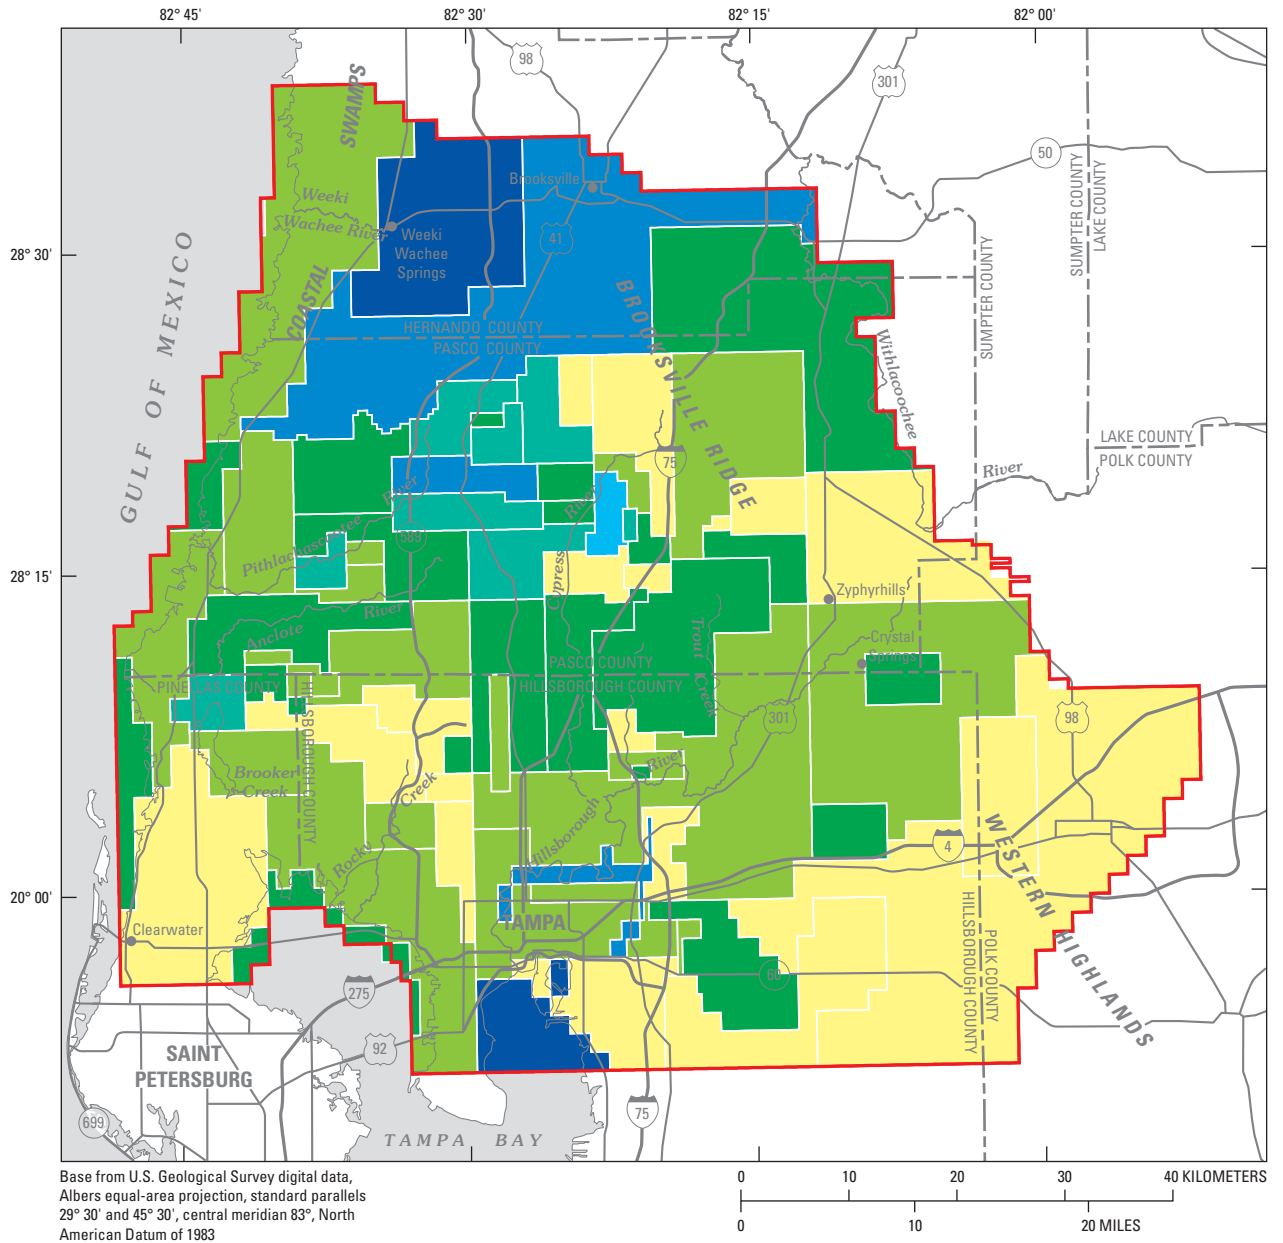 82° 45'
82° 30'
82° 15'
82° 00'
98
301
50
SWAMPS
SUMPTER COUNTY
LAKE COUNTY
Brooksville
Weeki
Wachee River
Weeki
Wachee
Springs
41
28° 30'
SUMPTER COUNTY
GULF OF MEXICO
COASTAL
BROOKSVILLE RIDGE
HERNANDO COUNTY
PASCO COUNTY
Withlacoochee
River
LAKE COUNTY
POLK COUNTY
75
Pithlachascotee River
589
Cypress
River
28° 15'
Zyphyrhills
Anclote
River
Trout Creek
Crystal
Springs
PASCO COUNTY
HILLSBOROUGH COUNTY
PINELLAS COUNTY
HILLSBOROUGH COUNTY
301
98
Brooker
Creek
Rocky
Creek
River
Hillsborough
4
WESTERN HIGHLANDS
20° 00'
Clearwater
TAMPA
60
HILLSBOROUGH COUNTY
POLK COUNTY
275
92
SAINT
PETERSBURG
699
75
TAMPA BAY
Base from U.S. Geological Survey digital data,
Albers equal-area projection, standard parallels
29° 30' and 45° 30', central meridian 83°, North
American Datum of 1983
0 10 20 30 40 KILOMETERS
0 10 20 MILES